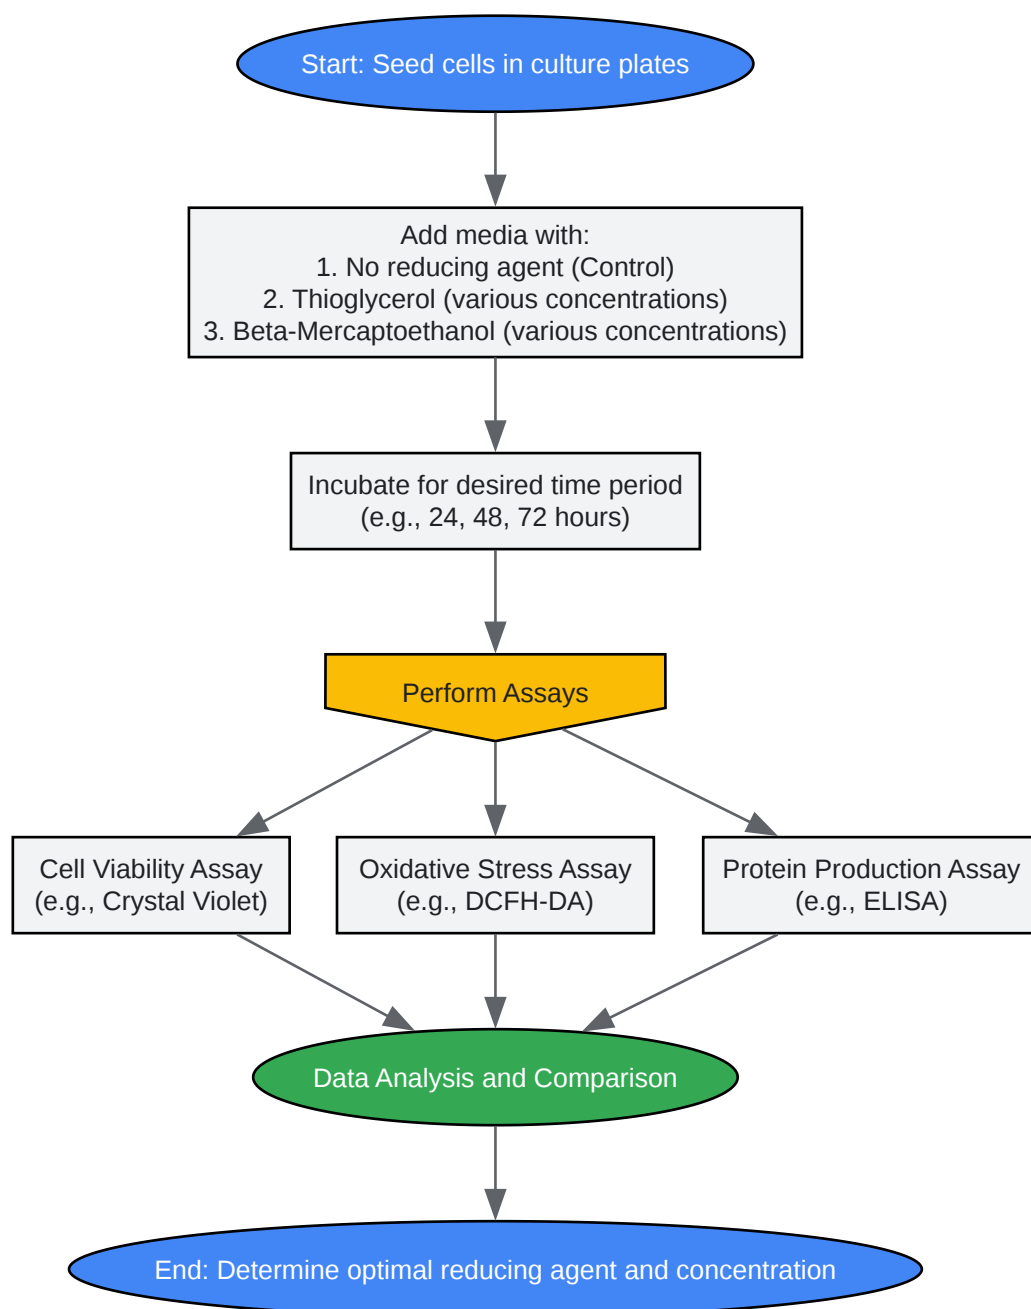 Start: Seed cells in culture plates
Add media with:
1. No reducing agent (Control)
2. Thioglycerol (various concentrations)
3. Beta-Mercaptoethanol (various concentrations)
Incubate for desired time period
(e.g., 24, 48, 72 hours)
Perform Assays
Cell Viability Assay
(e.g., Crystal Violet)
Oxidative Stress Assay
(e.g., DCFH-DA)
Protein Production Assay
(e.g., ELISA)
Data Analysis and Comparison
End: Determine optimal reducing agent and concentration